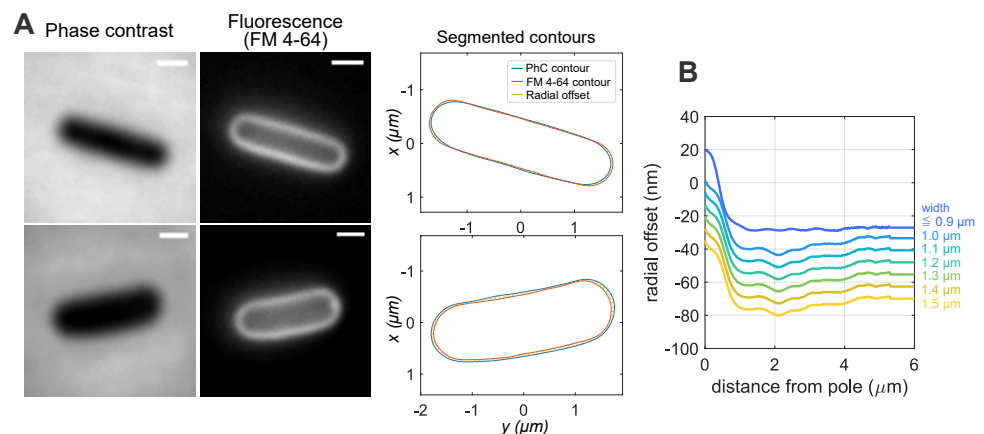 A
Phase contrast
Fluorescence
(FM 4-64)
Segmented contours
PhC contour
FM 4-64 contour
Radial offset
-1
0
1
x (µm)
-1
0
1
-1
0
1
x (µm)
-2
-1
0
1
y (µm)
B
40
20
0
-20
-40
-60
-80
-100
radial offset (nm)
0
2
4
6
distance from pole (µm)
width
≦ 0.9 µm
1.0 µm
1.1 µm
1.2 µm
1.3 µm
1.4 µm
1.5 µm